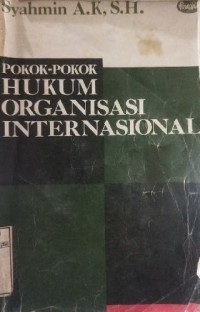 Syahmin A.K, S.H.
POKOK-POKOK
HUKUM
ORGANISASI
INTERNASIONAL